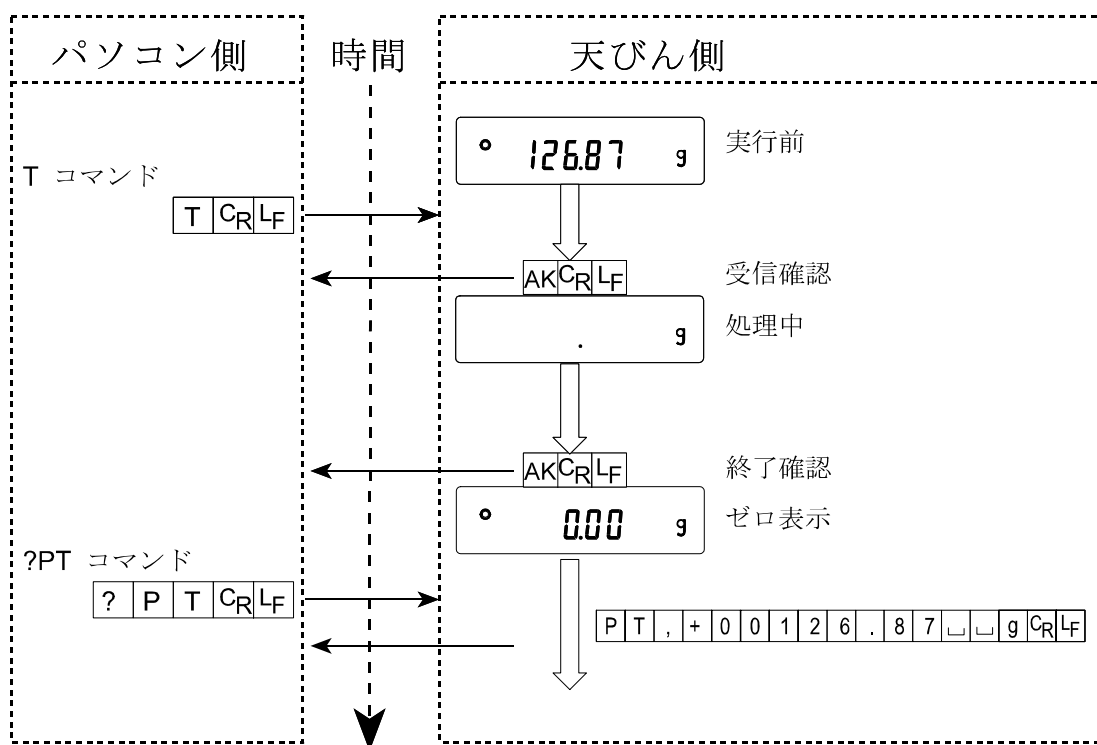 パソコン側
時間
天びん側
126.87 g
実行前
T コマンド
T CR LF
AK CR LF
受信確認
. g
処理中
AK CR LF
終了確認
0.00 g
ゼロ表示
?PT コマンド
? P T CR LF
P T , + 0 0 1 2 6 . 8 7 ␣ ␣ g CR LF